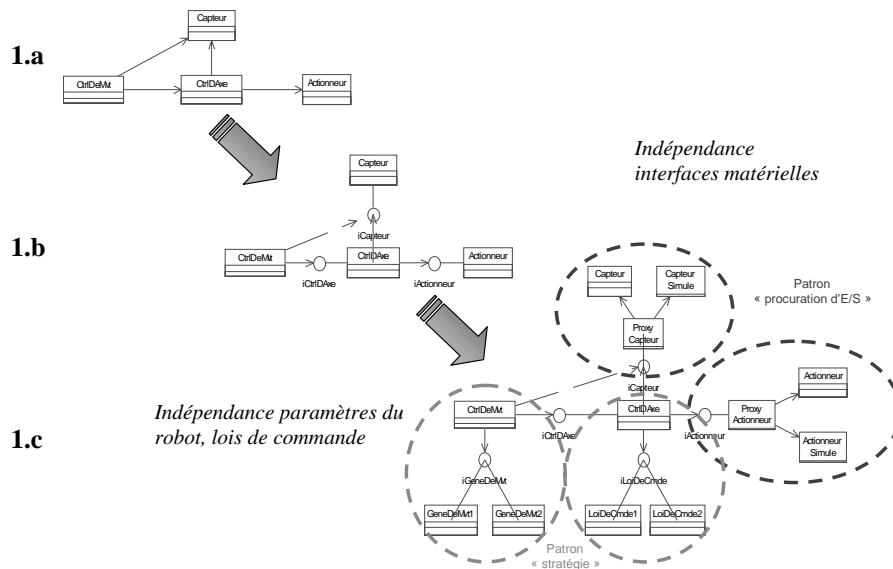 1.a
Capteur
CtrlDeMvt
CtrlDAxe
Actionneur
Indépendance
interfaces matérielles
1.b
Capteur
iCapteur
CtrlDeMvt
CtrlDAxe
Actionneur
iCtrlDAxe
iActionneur
Patron
« procuration d’E/S »
Capteur
Capteur
Simule
Proxy
Capteur
iCapteur
Indépendance paramètres du
robot, lois de commande
1.c
CtrlDeMvt
iCtrlDAxe
CtrlDAxe
iActionneur
Proxy
Actionneur
Actionneur
Actionneur
Simule
iGeneDeMvt
iLoiDeCmde
GeneDeMvt1
GeneDeMvt2
LoiDeCmde1
LoiDeCmde2
Patron
« stratégie »